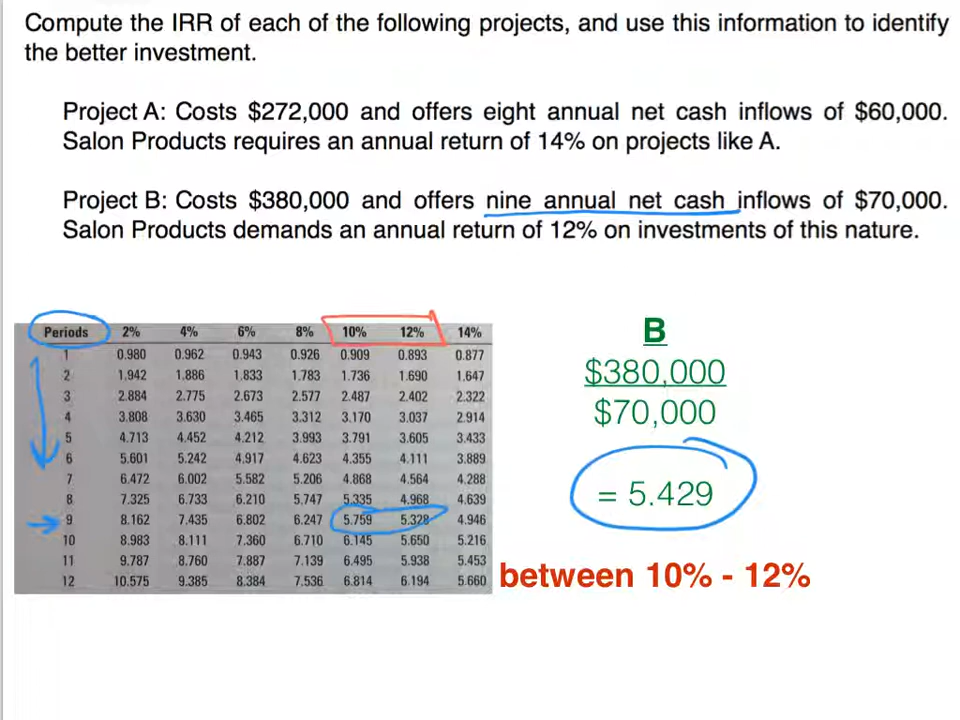 Compute the IRR of each of the following projects, and use this information to identify
the better investment.
Project A: Costs $272,000 and offers eight annual net cash inflows of $60,000.
Salon Products requires an annual return of 14% on projects like A.
Project B: Costs $380,000 and offers nine annual net cash inflows of $70,000.
Salon Products demands an annual return of 12% on investments of this nature.
Periods 2% 4% 6% 8% 10% 12% 14%
1 0.980 0.962 0.943 0.926 0.909 0.893 0.877
2 1.942 1.886 1.833 1.783 1.736 1.690 1.647
3 2.884 2.775 2.673 2.577 2.487 2.402 2.322
4 3.808 3.630 3.465 3.312 3.170 3.037 2.914
5 4.713 4.452 4.212 3.993 3.791 3.605 3.433
6 5.601 5.242 4.917 4.623 4.355 4.111 3.889
7 6.472 6.002 5.582 5.206 4.868 4.564 4.288
8 7.325 6.733 6.210 5.747 5.335 4.968 4.639
9 8.162 7.435 6.802 6.247 5.759 5.328 4.946
10 8.983 8.111 7.360 6.710 6.145 5.650 5.216
11 9.787 8.760 7.887 7.139 6.495 5.938 5.453
12 10.575 9.385 8.384 7.536 6.814 6.194 5.660
B
$380,000
$70,000
= 5.429
between 10% - 12%